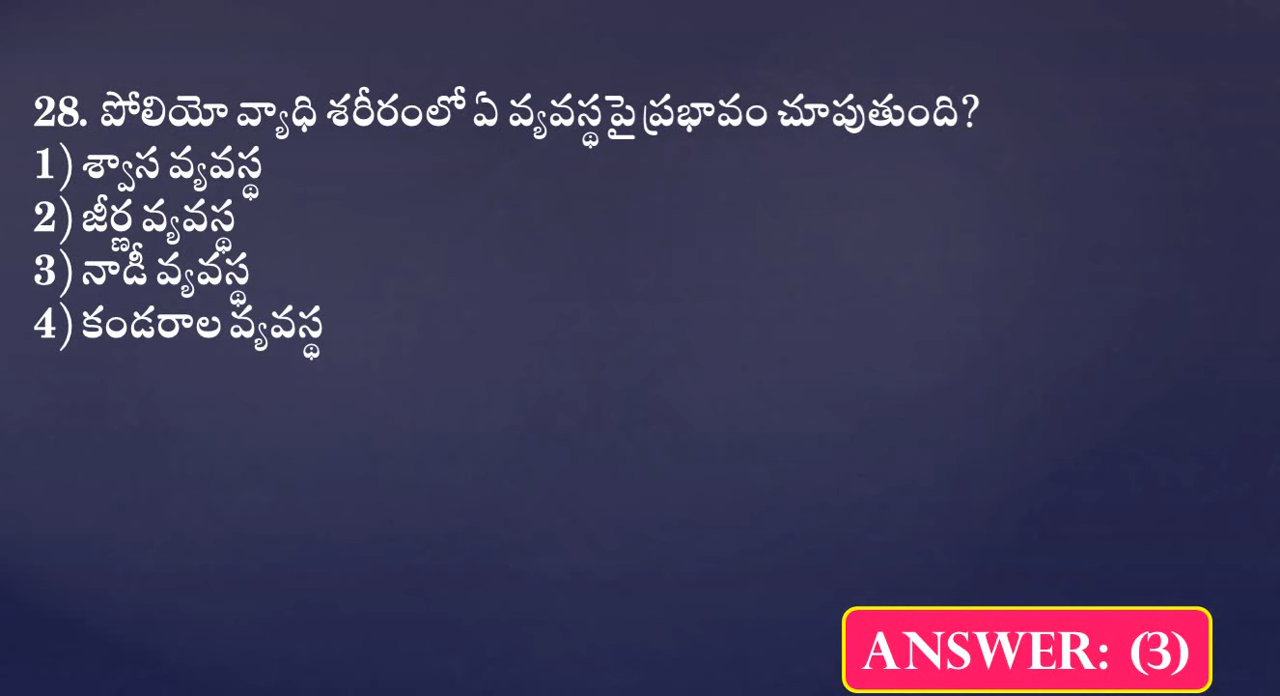 28. పోలియో వ్యాధి శరీరంలో ఏ వ్యవస్థపై ప్రభావం చూపుతుంది?
1) శ్వాస వ్యవస్థ
2) జీర్ణ వ్యవస్థ
3) నాడీ వ్యవస్థ
4) కండరాల వ్యవస్థ
ANSWER: (3)